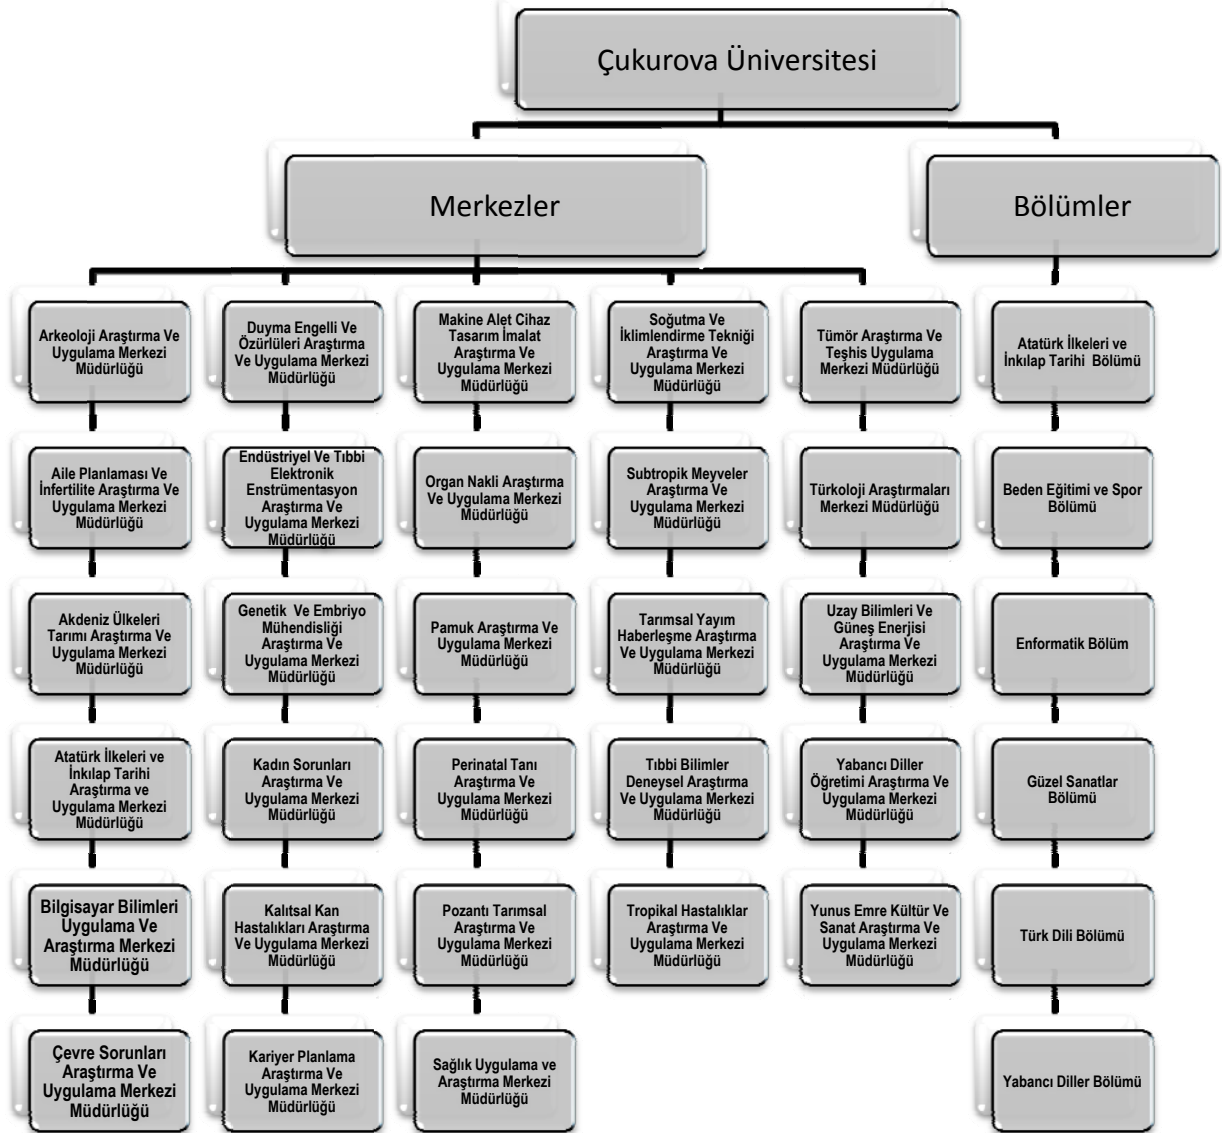 Çukurova Üniversitesi
Merkezler
Bölümler
Arkeoloji Araştırma Ve
Uygulama Merkezi
Müdürlüğü
Duyma Engelli Ve
Özürlüleri Araştırma
Ve Uygulama Merkezi
Müdürlüğü
Makine Alet Cihaz
Tasarım İmalat
Araştırma Ve
Uygulama Merkezi
Müdürlüğü
Soğutma Ve
İklimlendirme Tekniği
Araştırma Ve
Uygulama Merkezi
Müdürlüğü
Tümör Araştırma Ve
Teşhis Uygulama
Merkezi Müdürlüğü
Atatürk İlkeleri ve
İnkılap Tarihi Bölümü
Aile Planlaması Ve
İnfertilite Araştırma Ve
Uygulama Merkezi
Müdürlüğü
Endüstriyel Ve Tıbbi
Elektronik
Enstrümentasyon
Araştırma Ve
Uygulama Merkezi
Müdürlüğü
Organ Nakli Araştırma
Ve Uygulama Merkezi
Müdürlüğü
Subtropik Meyveler
Araştırma Ve
Uygulama Merkezi
Müdürlüğü
Türkoloji Araştırmaları
Merkezi Müdürlüğü
Beden Eğitimi ve Spor
Bölümü
Akdeniz Ülkeleri
Tarımı Araştırma Ve
Uygulama Merkezi
Müdürlüğü
Genetik Ve Embriyo
Mühendisliği
Araştırma Ve
Uygulama Merkezi
Müdürlüğü
Pamuk Araştırma Ve
Uygulama Merkezi
Müdürlüğü
Tarımsal Yayım
Haberleşme Araştırma
Ve Uygulama Merkezi
Müdürlüğü
Uzay Bilimleri Ve
Güneş Enerjisi
Araştırma Ve
Uygulama Merkezi
Müdürlüğü
Enformatik Bölüm
Atatürk İlkeleri ve
İnkılap Tarihi
Araştırma ve
Uygulama Merkezi
Müdürlüğü
Kadın Sorunları
Araştırma Ve
Uygulama Merkezi
Müdürlüğü
Perinatal Tanı
Araştırma Ve
Uygulama Merkezi
Müdürlüğü
Tıbbi Bilimler
Deneysel Araştırma
Ve Uygulama Merkezi
Müdürlüğü
Yabancı Diller
Öğretimi Araştırma Ve
Uygulama Merkezi
Müdürlüğü
Güzel Sanatlar
Bölümü
Bilgisayar Bilimleri
Uygulama Ve
Araştırma Merkezi
Müdürlüğü
Kalıtsal Kan
Hastalıkları Araştırma
Ve Uygulama Merkezi
Müdürlüğü
Pozantı Tarımsal
Araştırma Ve
Uygulama Merkezi
Müdürlüğü
Tropikal Hastalıklar
Araştırma Ve
Uygulama Merkezi
Müdürlüğü
Yunus Emre Kültür Ve
Sanat Araştırma Ve
Uygulama Merkezi
Müdürlüğü
Türk Dili Bölümü
Çevre Sorunları
Araştırma Ve
Uygulama Merkezi
Müdürlüğü
Kariyer Planlama
Araştırma Ve
Uygulama Merkezi
Müdürlüğü
Sağlık Uygulama ve
Araştırma Merkezi
Müdürlüğü
Yabancı Diller Bölümü